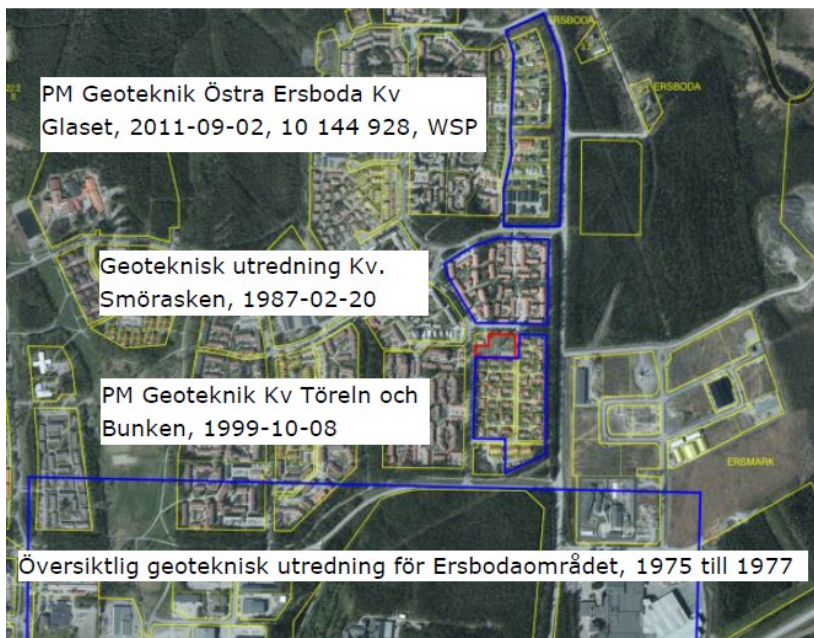 ERSBODA
ERSBODA
PM Geoteknik Östra Ersboda Kv
Glaset, 2011-09-02, 10 144 928, WSP
Geoteknisk utredning Kv.
Smörasken, 1987-02-20
PM Geoteknik Kv Töreln och
Bunken, 1999-10-08
ERSMARK
Översiktlig geoteknisk utredning för Ersbodaområdet, 1975 till 1977